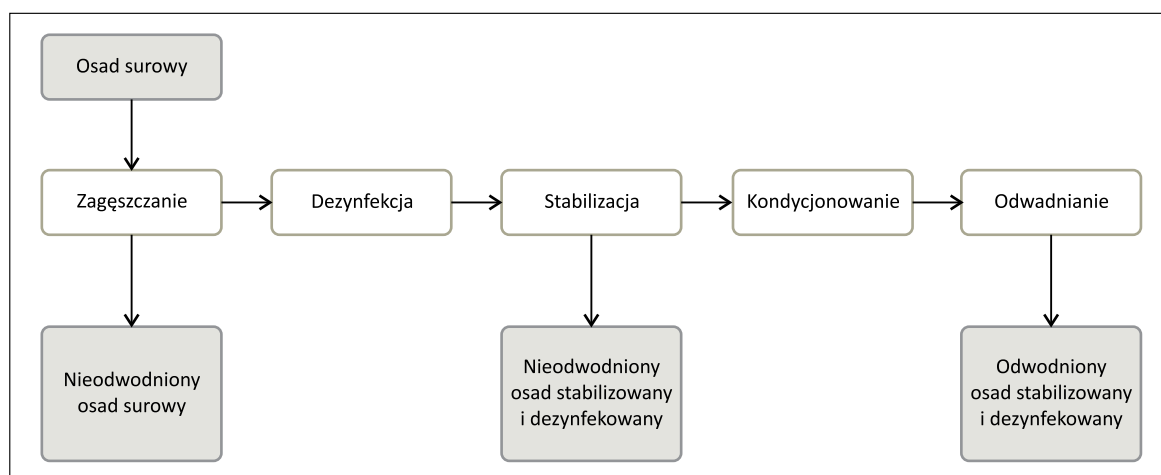 Osad surowy
Zagęszczanie
Dezynfekcja
Stabilizacja
Kondycjonowanie
Odwadnianie
Nieodwodniony
osad surowy
Nieodwodniony
osad stabilizowany
i dezynfekowany
Odwodniony
osad stabilizowany
i dezynfekowany